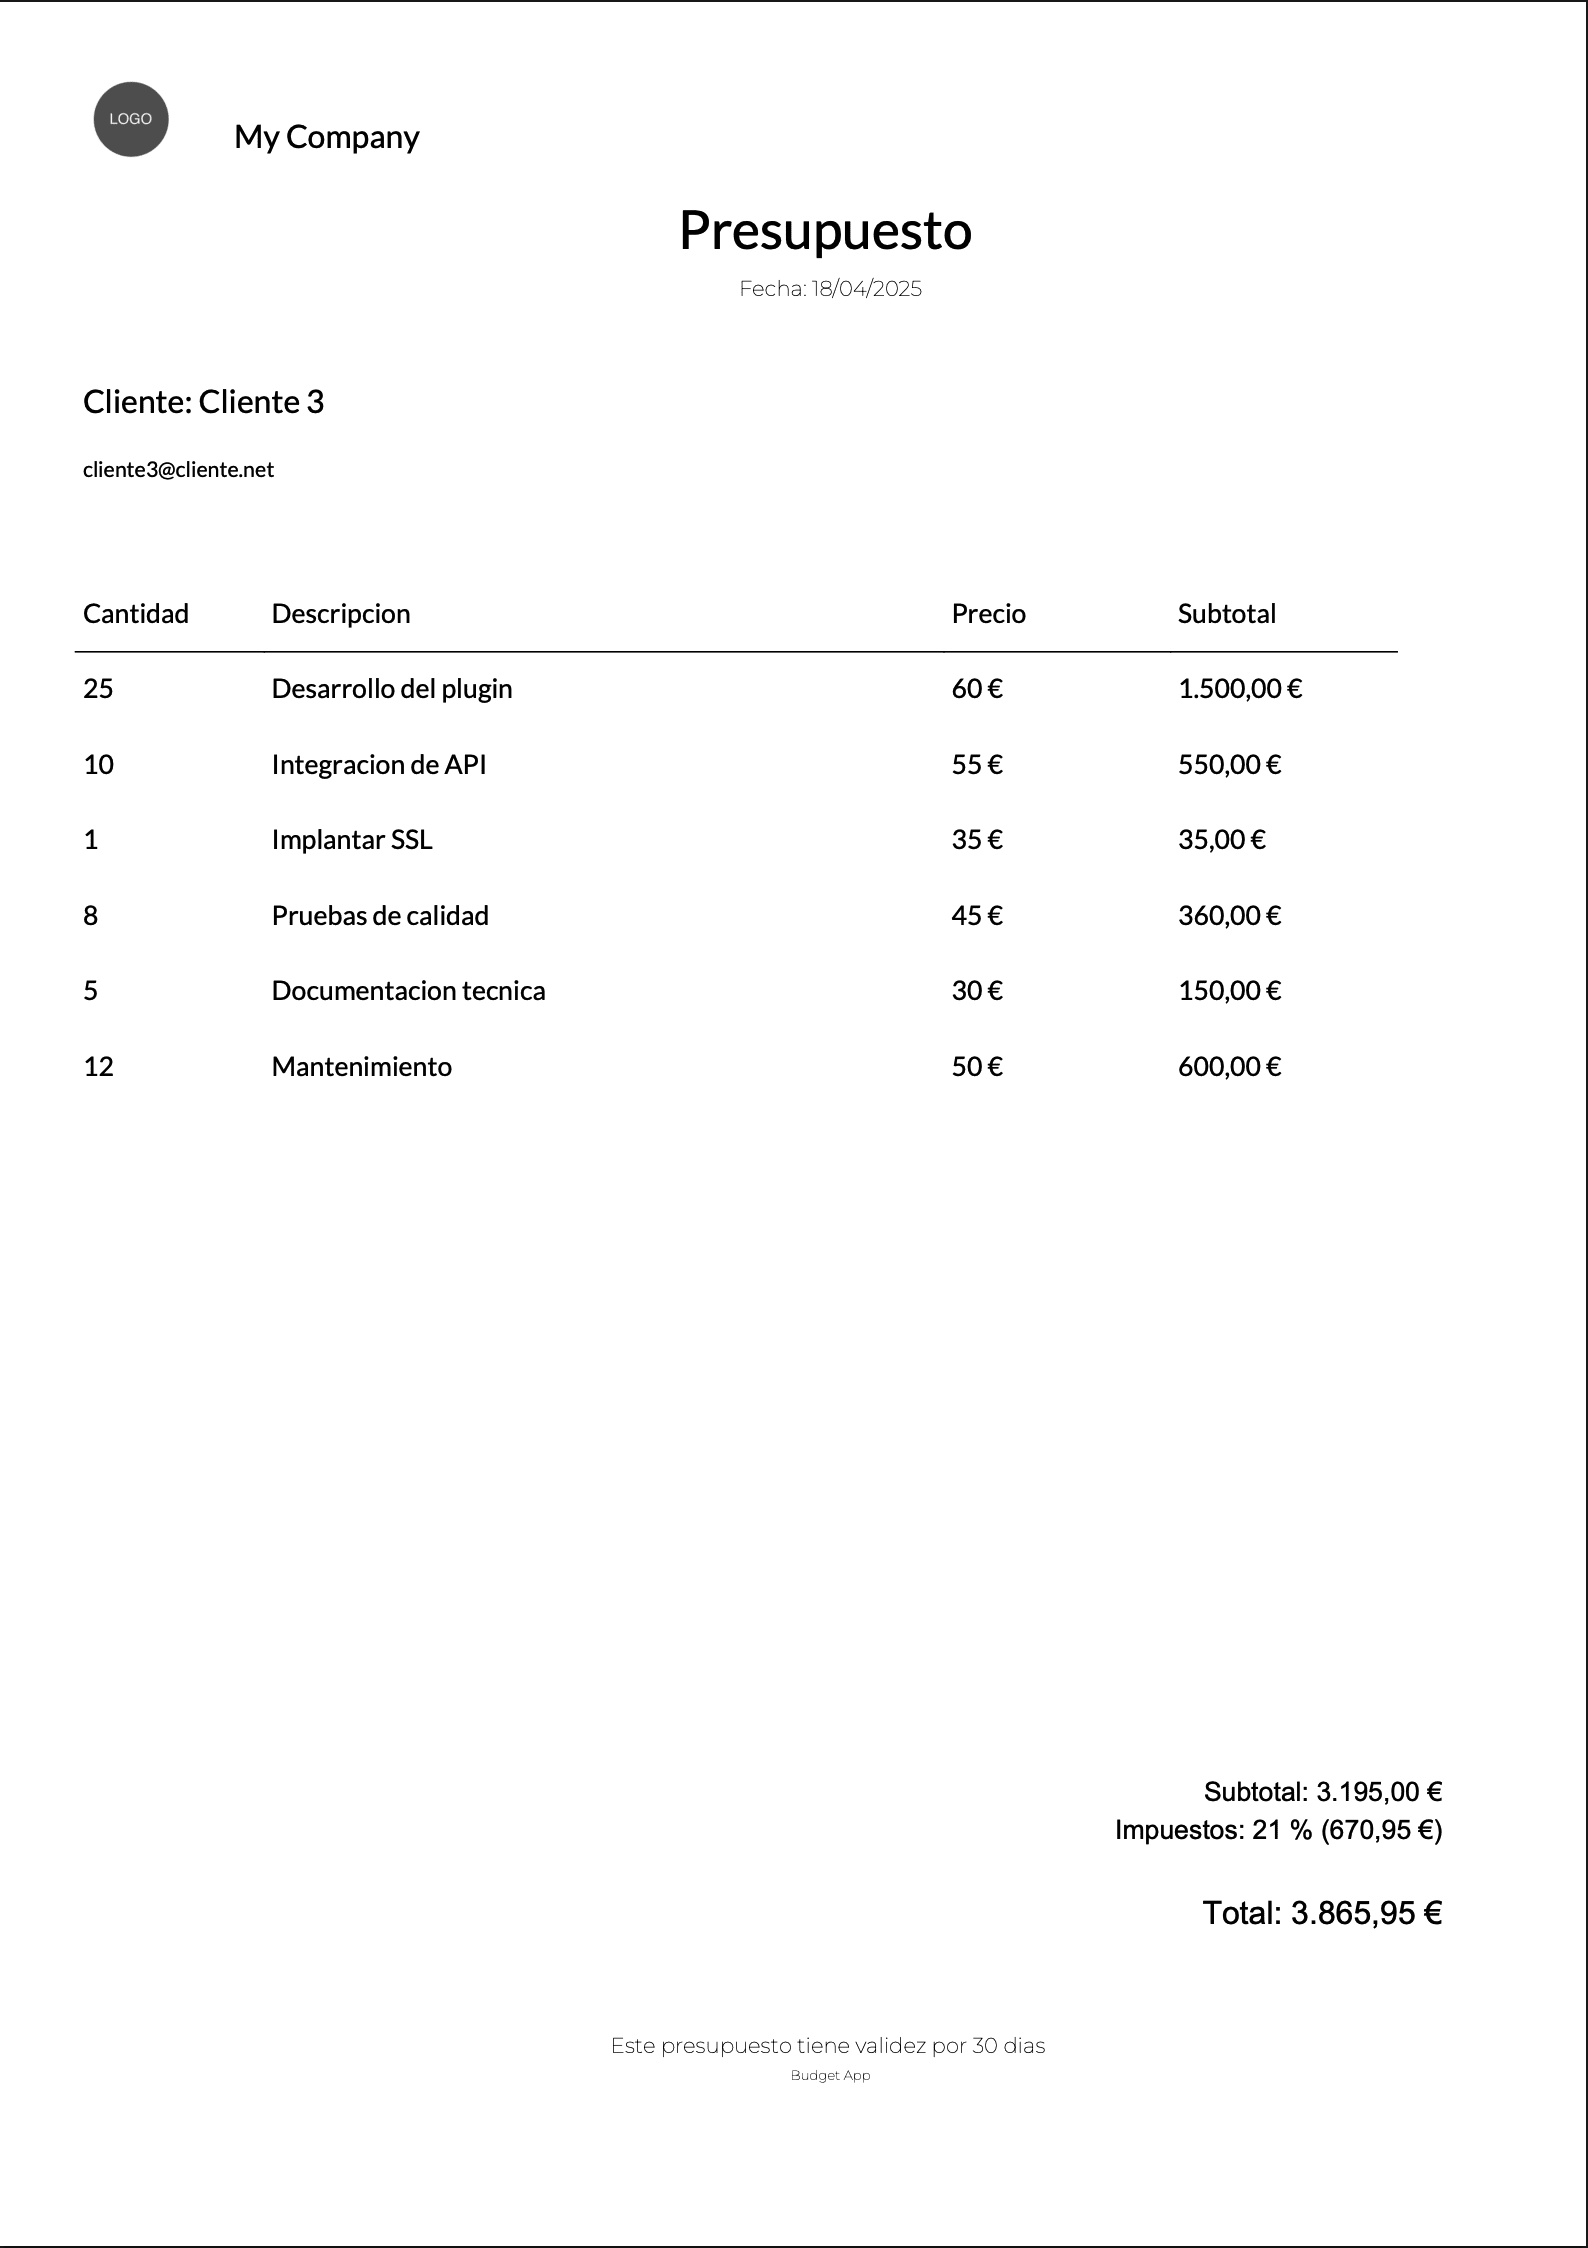 LOGO
My Company
Presupuesto
Fecha: 18/04/2025
Cliente: Cliente 3
cliente3@cliente.net
Cantidad Descripcion Precio Subtotal
25 Desarrollo del plugin 60 € 1.500,00 €
10 Integracion de API 55 € 550,00 €
1 Implantar SSL 35 € 35,00 €
8 Pruebas de calidad 45 € 360,00 €
5 Documentacion tecnica 30 € 150,00 €
12 Mantenimiento 50 € 600,00 €
Subtotal: 3.195,00 €
Impuestos: 21 % (670,95 €)
Total: 3.865,95 €
Este presupuesto tiene validez por 30 dias
Budget App